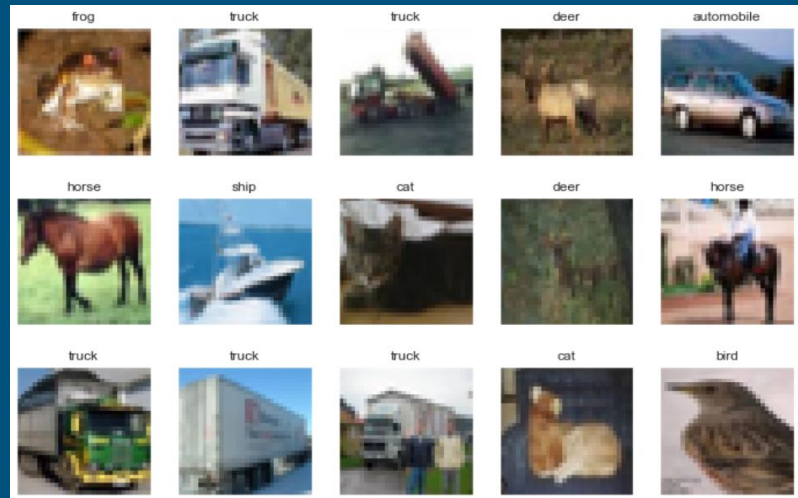 frog truck truck deer automobile
horse ship cat deer horse
truck truck truck cat bird